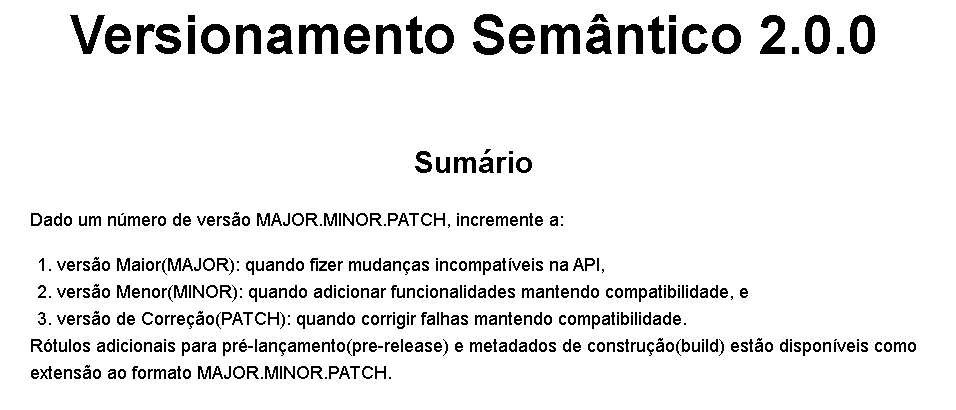 Versionamento Semântico 2.0.0
Sumário
Dado um número de versão MAJOR.MINOR.PATCH, incremente a:
1. versão Maior(MAJOR): quando fizer mudanças incompatíveis na API,
2. versão Menor(MINOR): quando adicionar funcionalidades mantendo compatibilidade, e
3. versão de Correção(PATCH): quando corrigir falhas mantendo compatibilidade.
Rótulos adicionais para pré-lançamento(pre-release) e metadados de construção(build) estão disponíveis como
extensão ao formato MAJOR.MINOR.PATCH.